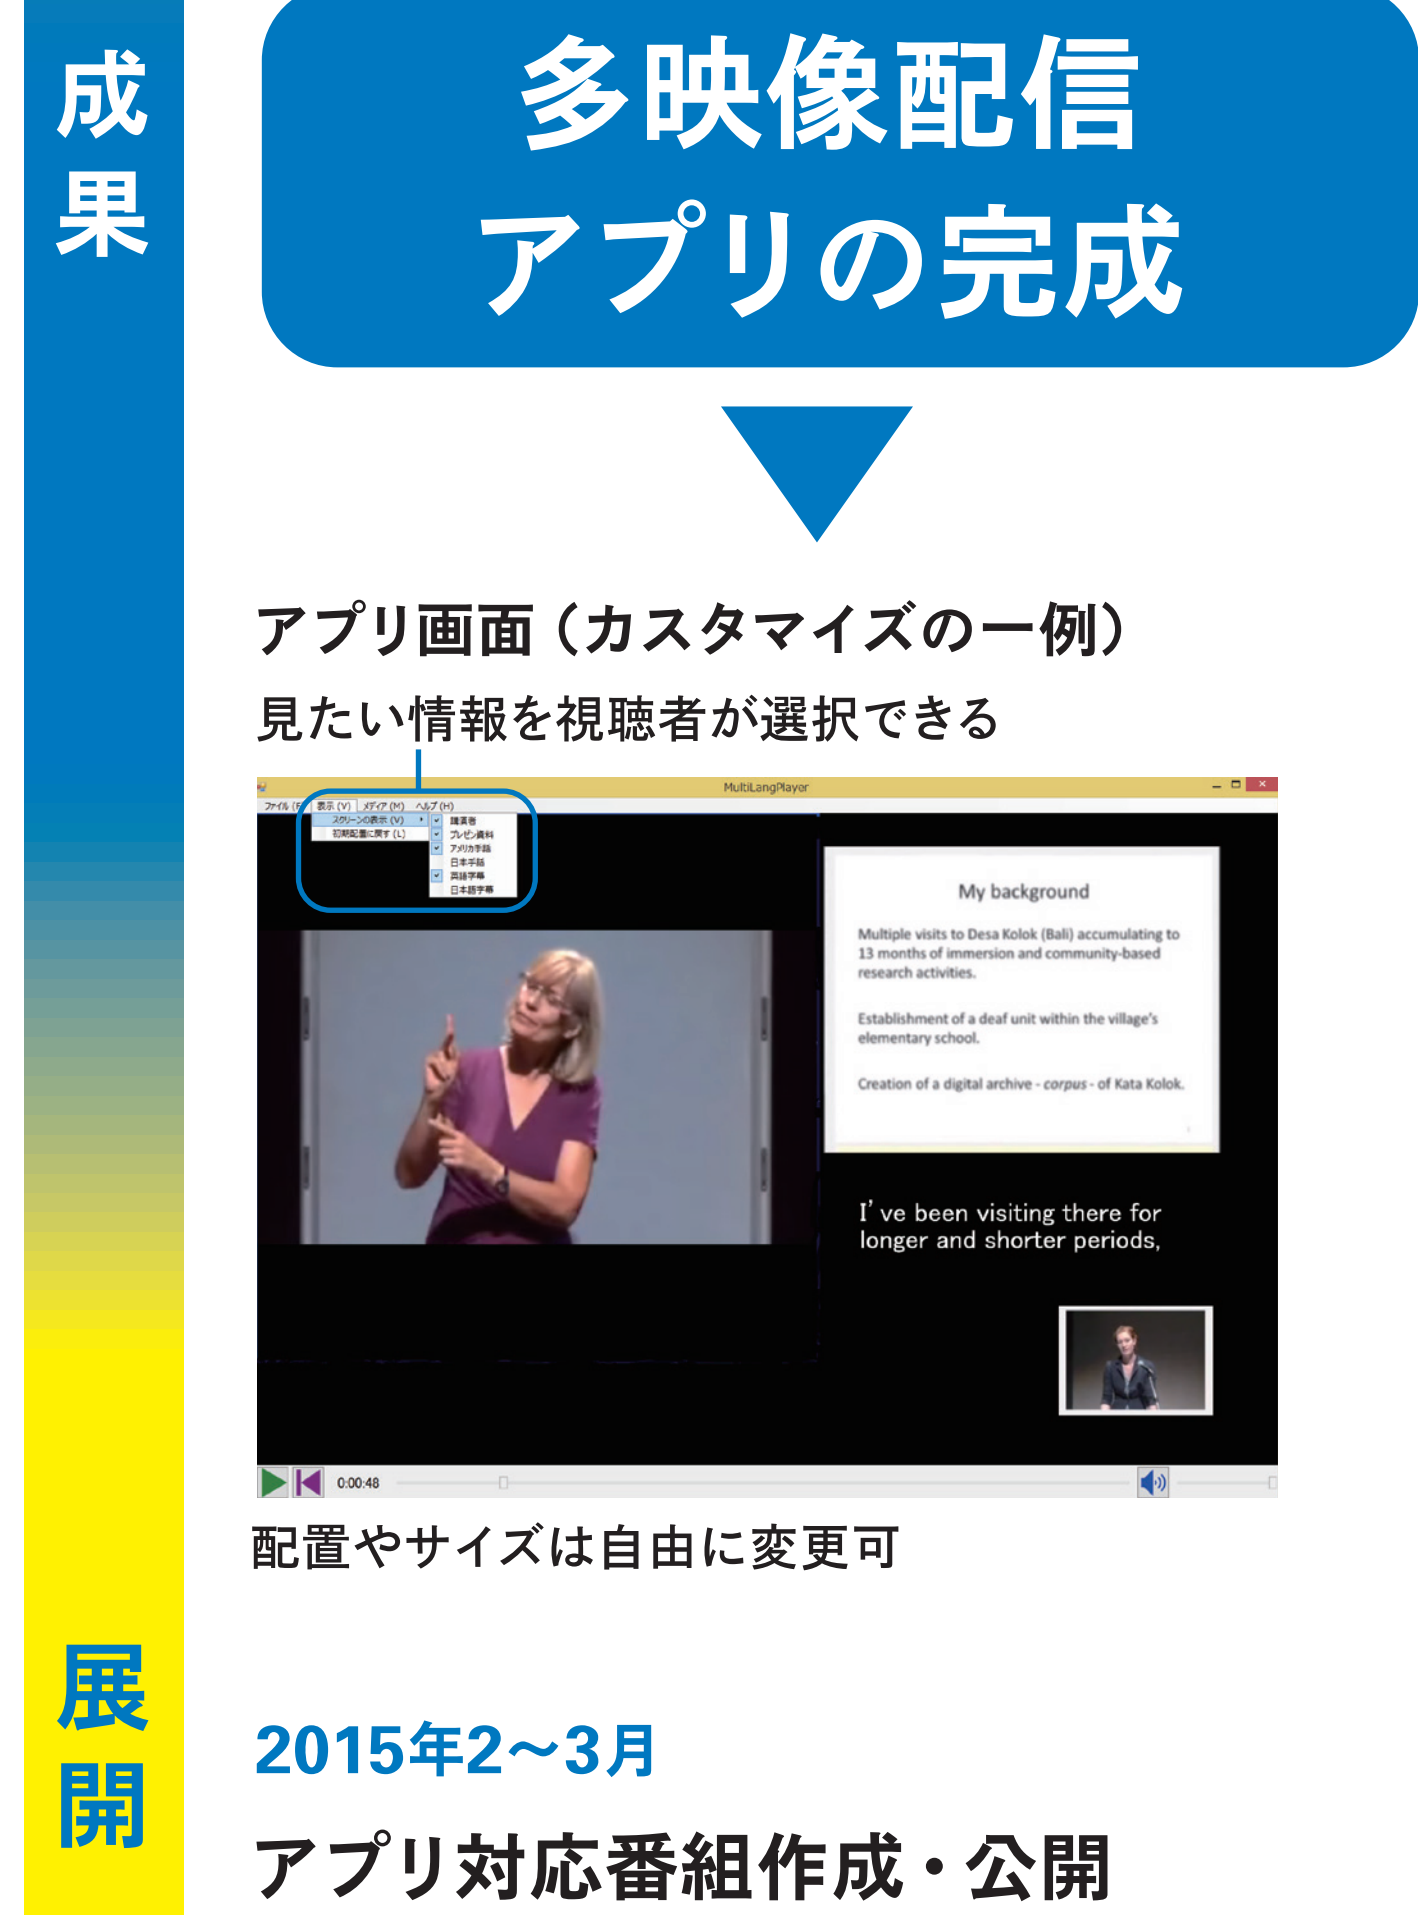 成果
多映像配信
アプリの完成
アプリ画面（カスタマイズの一例）
見たい情報を視聴者が選択できる
MultiLangPlayer
ファイル (F) 表示 (V) メディア (M) ヘルプ (H)
スクリーンの表示 (V)
初期配置に戻す (L)
講演者
プレゼン資料
アメリカ手話
日本手話
英語字幕
日本語字幕
My background
Multiple visits to Desa Kolok (Bali) accumulating to
13 months of immersion and community-based
research activities.
Establishment of a deaf unit within the village's
elementary school.
Creation of a digital archive - corpus - of Kata Kolok.
I've been visiting there for
longer and shorter periods,
0:00:48
配置やサイズは自由に変更可
展開
2015年2～3月
アプリ対応番組作成・公開